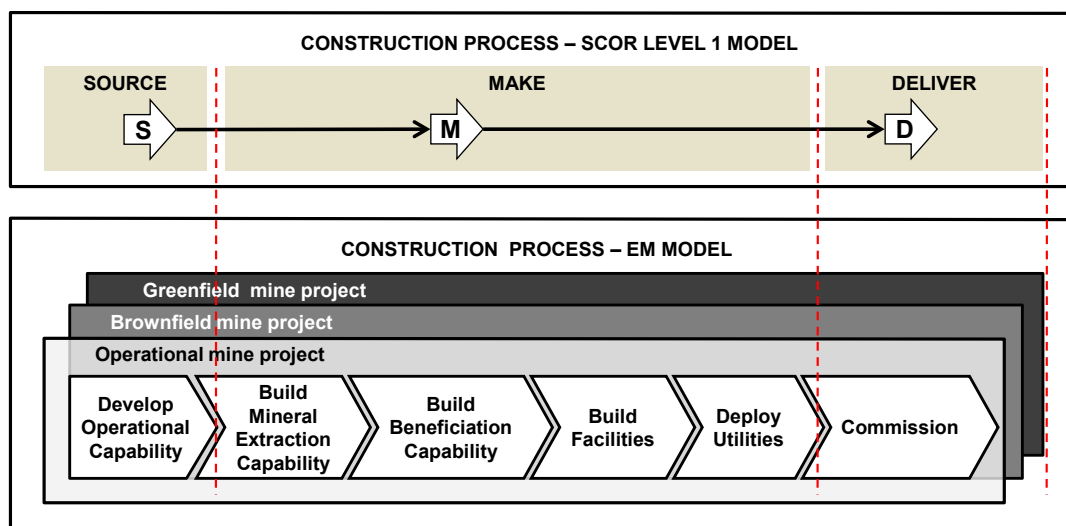 CONSTRUCTION PROCESS – SCOR LEVEL 1 MODEL
SOURCE
MAKE
DELIVER
S
M
D
CONSTRUCTION PROCESS – EM MODEL
Greenfield mine project
Brownfield mine project
Operational mine project
Develop
Operational
Capability
Build
Mineral
Extraction
Capability
Build
Beneficiation
Capability
Build
Facilities
Deploy
Utilities
Commission